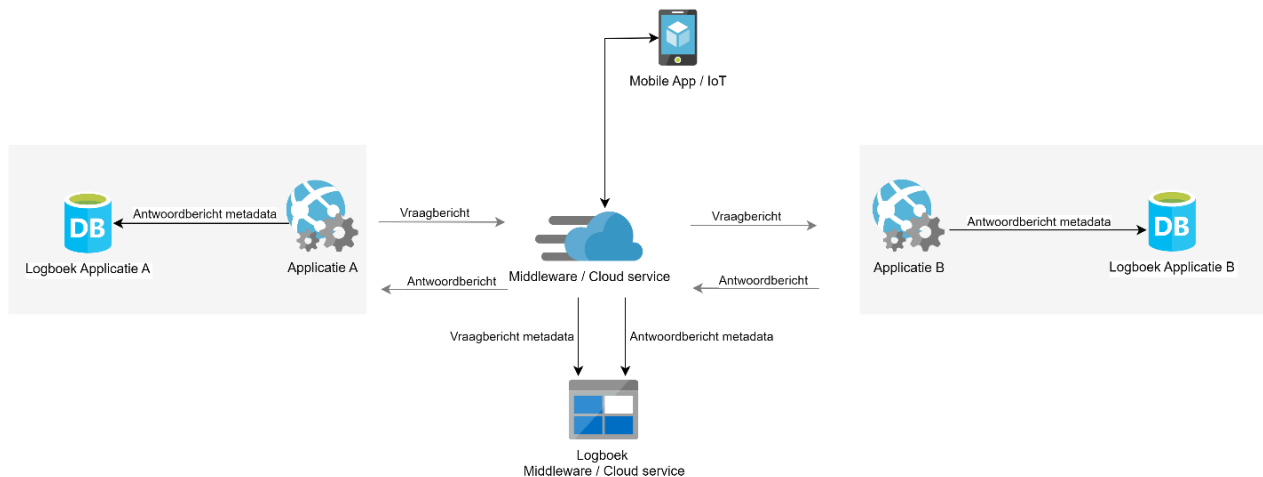 Mobile App / IoT
Antwoordbericht metadata
DB
Logboek Applicatie A
Applicatie A
Vraagbericht
Antwoordbericht
Middleware / Cloud service
Vraagbericht
Antwoordbericht
Applicatie B
Antwoordbericht metadata
DB
Logboek Applicatie B
Vraagbericht metadata
Antwoordbericht metadata
Logboek
Middleware / Cloud service